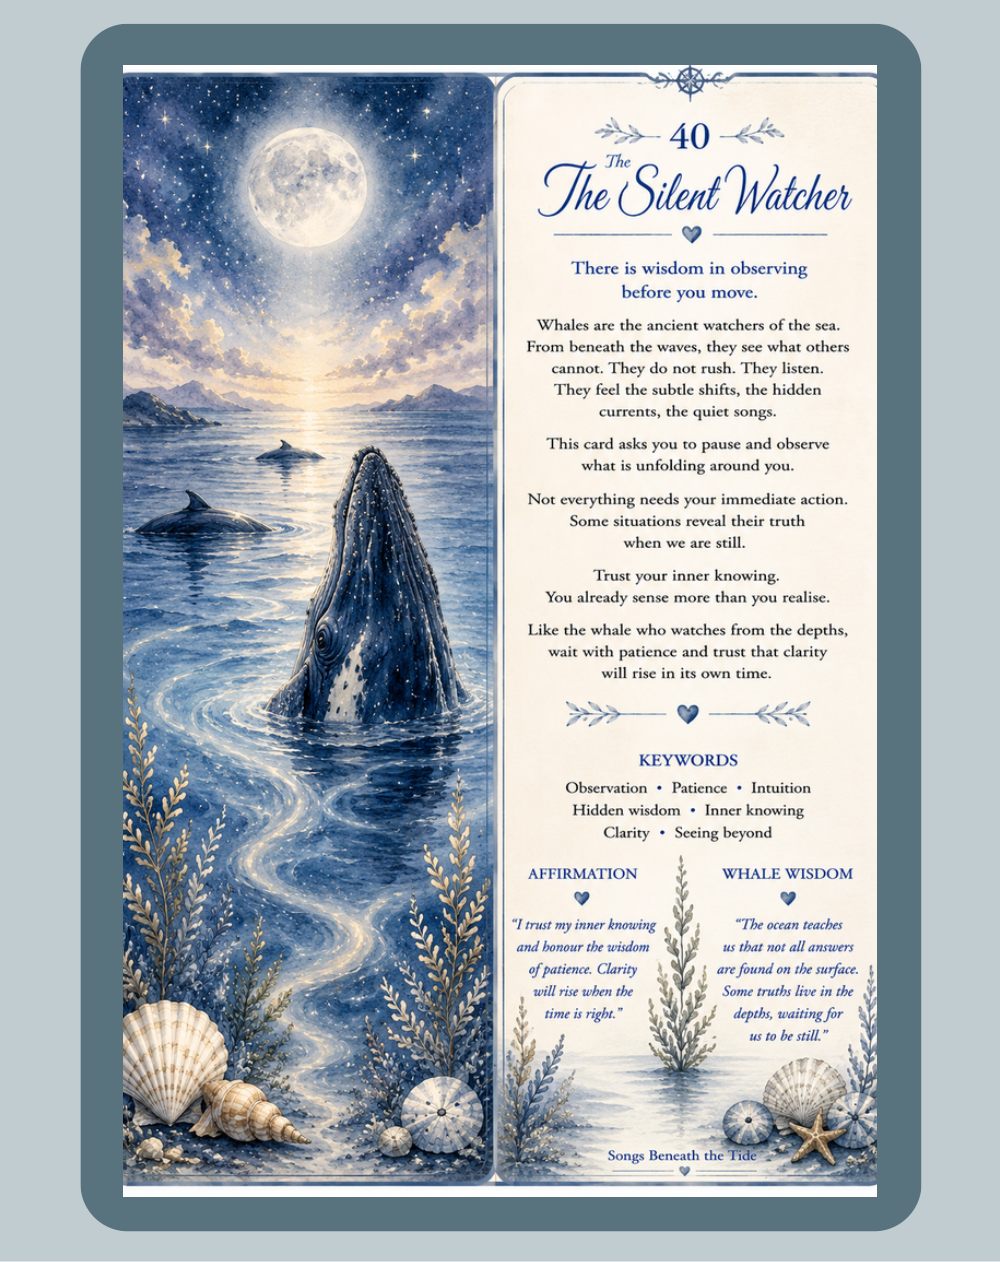 40
The
The Silent Watcher
There is wisdom in observing
before you move.
Whales are the ancient watchers of the sea.
From beneath the waves, they see what others
cannot. They do not rush. They listen.
They feel the subtle shifts, the hidden
currents, the quiet songs.
This card asks you to pause and observe
what is unfolding around you.
Not everything needs your immediate action.
Some situations reveal their truth
when we are still.
Trust your inner knowing.
You already sense more than you realise.
Like the whale who watches from the depths,
wait with patience and trust that clarity
will rise in its own time.
KEYWORDS
Observation • Patience • Intuition
Hidden wisdom • Inner knowing
Clarity • Seeing beyond
AFFIRMATION
“I trust my inner knowing
and honour the wisdom
of patience. Clarity
will rise when the
time is right.”
WHALE WISDOM
“The ocean teaches
us that not all answers
are found on the surface.
Some truths live in the
depths, waiting for
us to be still.”
Songs Beneath the Tide